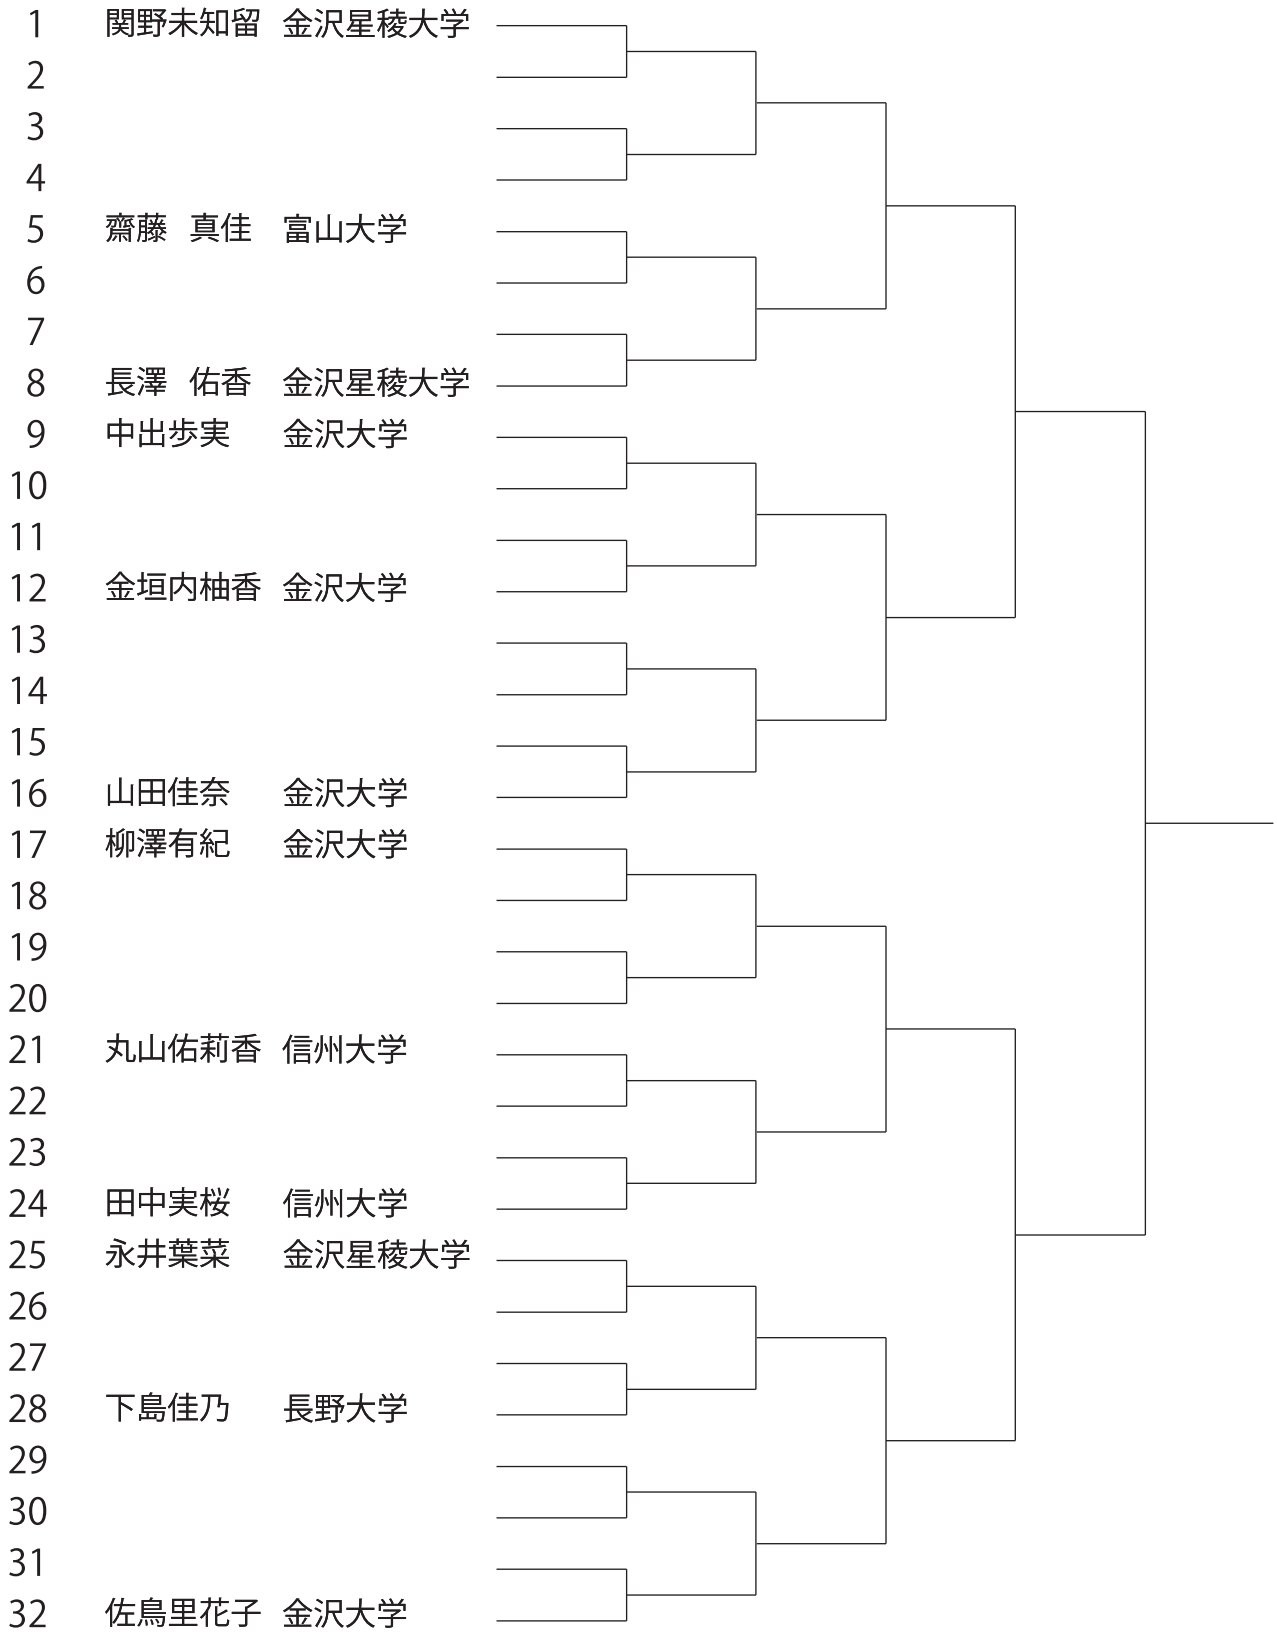 1 関野未知留 金沢星稜大学
2
3
4
5 齋藤 真佳 富山大学
6
7
8 長澤 佑香 金沢星稜大学
9 中出歩実 金沢大学
10
11
12 金垣内柚香 金沢大学
13
14
15
16 山田佳奈 金沢大学
17 柳澤有紀 金沢大学
18
19
20
21 丸山佑莉香 信州大学
22
23
24 田中実桜 信州大学
25 永井葉菜 金沢星稜大学
26
27
28 下島佳乃 長野大学
29
30
31
32 佐鳥里花子 金沢大学